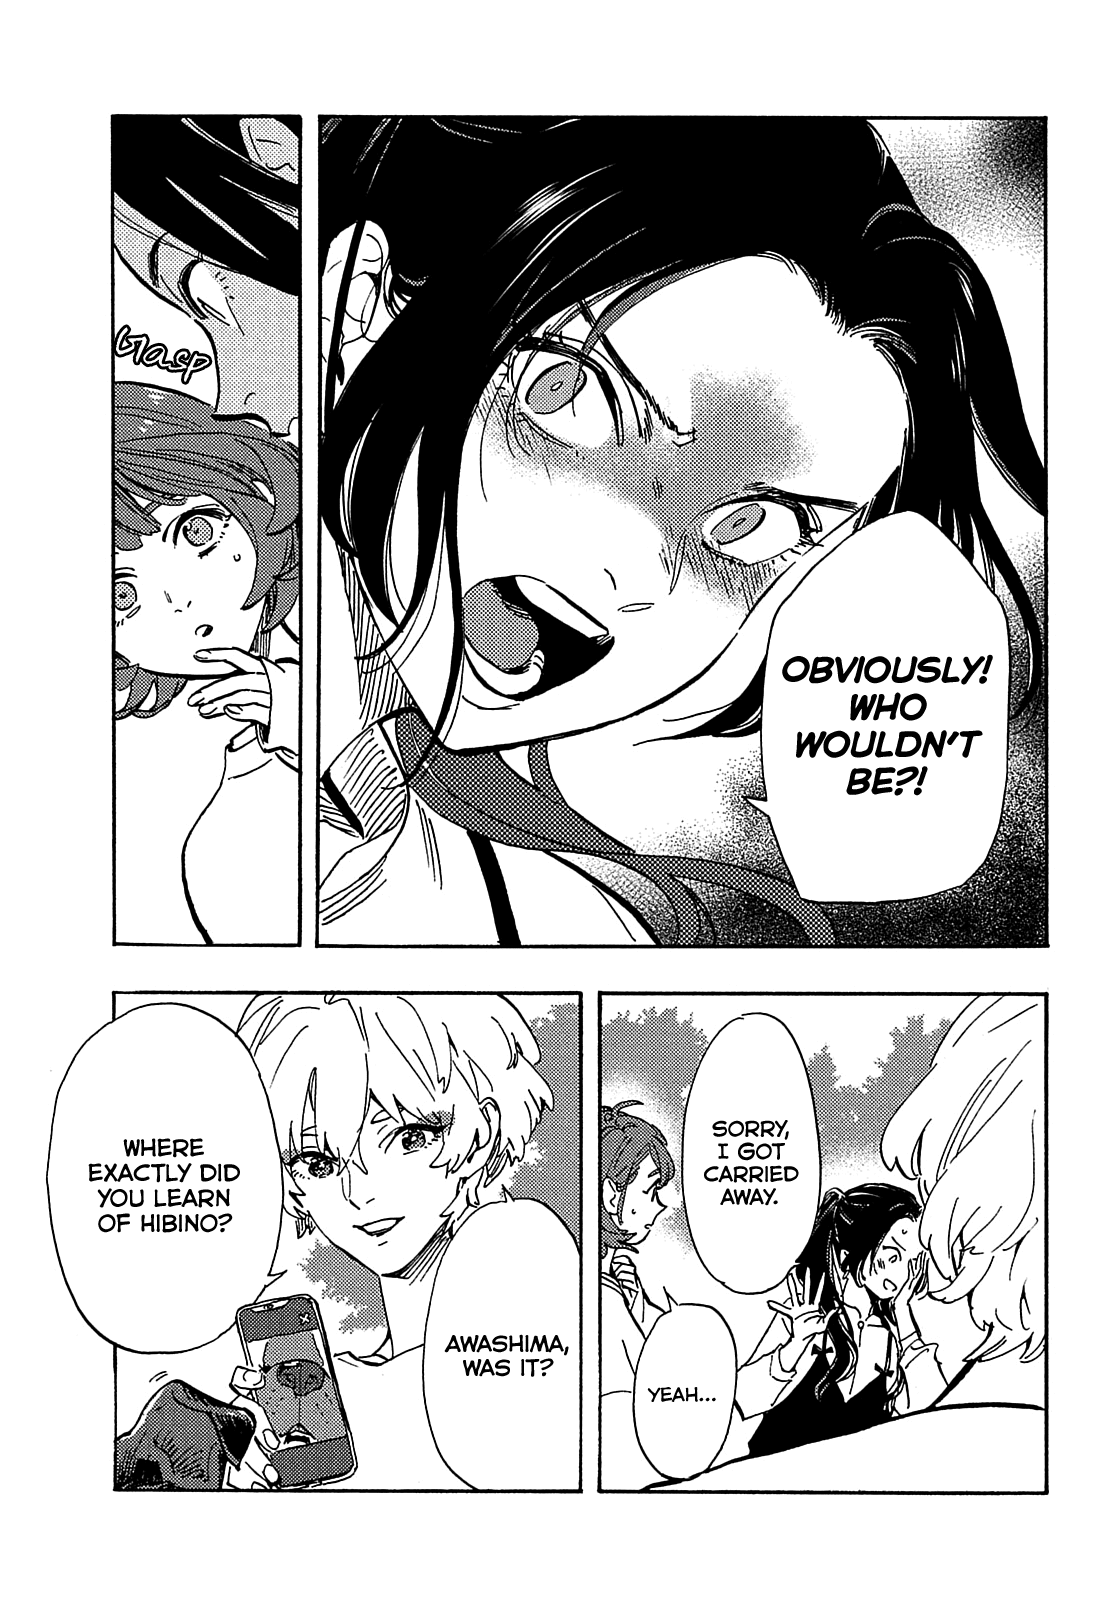 OBVIOUSLY!
WHO
WOULDN'T
BE?!
Gasp
SORRY,
I GOT
CARRIED
AWAY.
YEAH...
AWASHIMA,
WAS IT?
WHERE
EXACTLY DID
YOU LEARN
OF HIBINO?